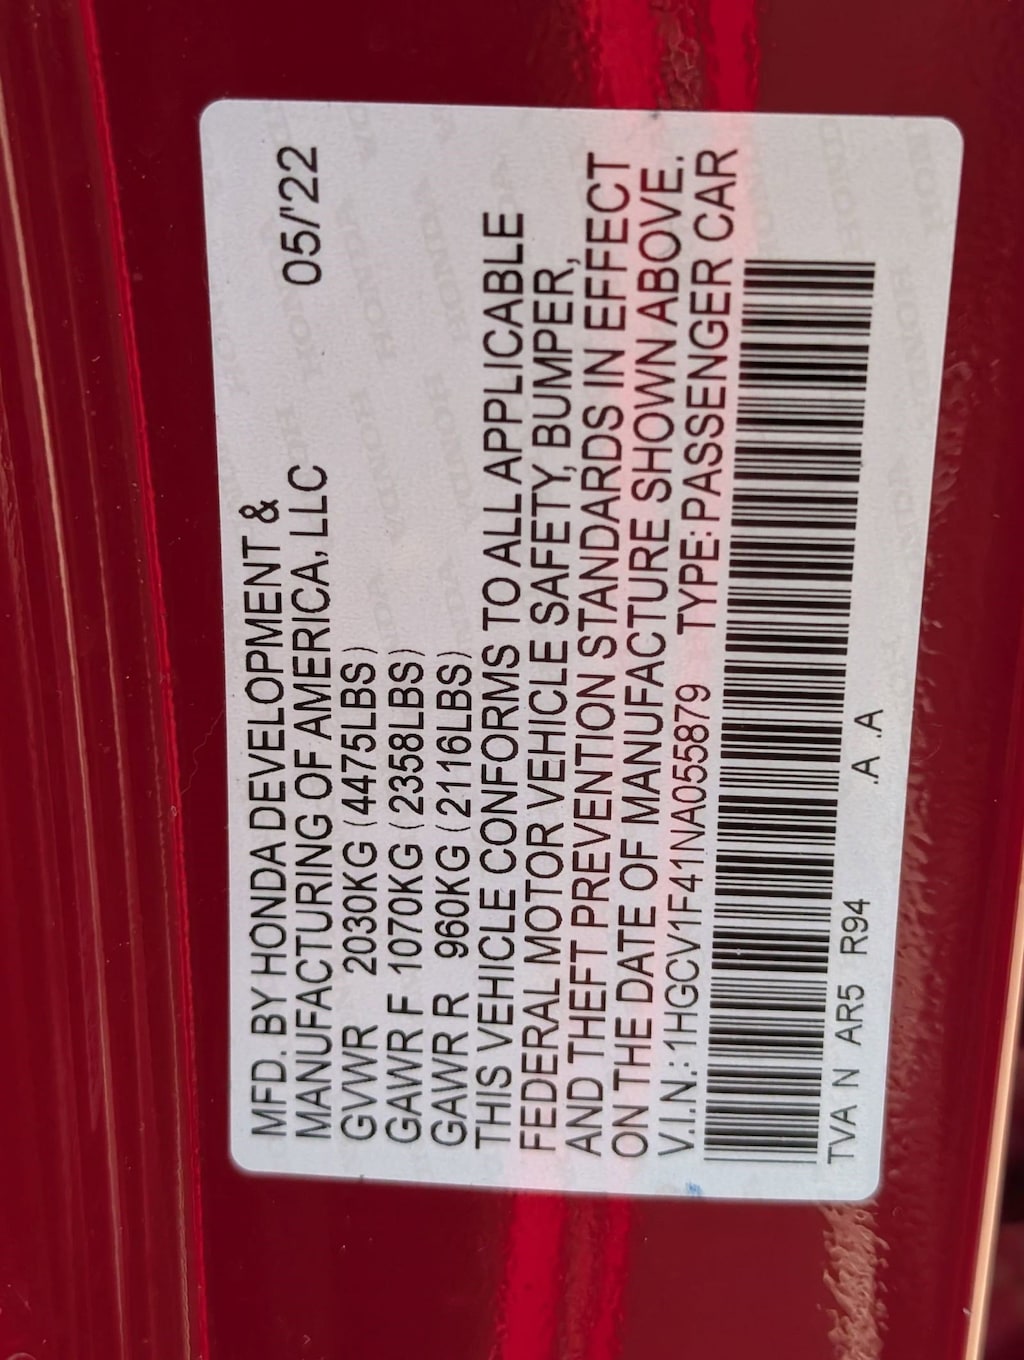 MFD. BY HONDA DEVELOPMENT &
MANUFACTURING OF AMERICA, LLC 05/'22
GVWR 2030KG (4475LBS)
GAWR F 1070KG (2358LBS)
GAWR R 960KG (2116LBS)
THIS VEHICLE CONFORMS TO ALL APPLICABLE
FEDERAL MOTOR VEHICLE SAFETY, BUMPER,
AND THEFT PREVENTION STANDARDS IN EFFECT
ON THE DATE OF MANUFACTURE SHOWN ABOVE.
V.I.N.: 1HGCV1F41NA055879 TYPE: PASSENGER CAR
TVA N AR5 R94 .A .A